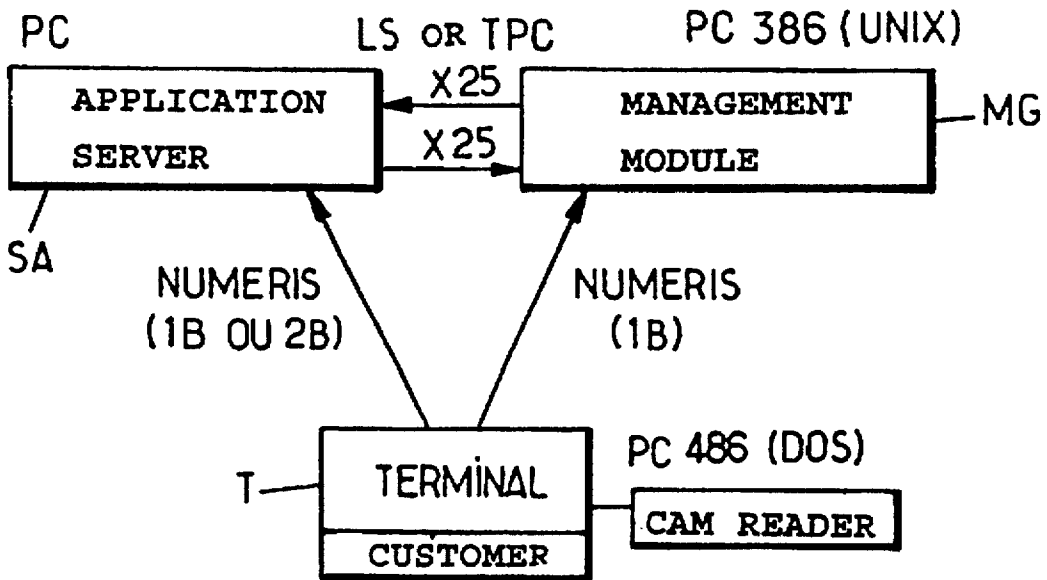 PC
LS OR TPC
PC 386 (UNIX)
APPLICATION
SERVER
X25
X25
MANAGEMENT
MODULE
MG
SA
NUMERIS
(1B OU 2B)
NUMERIS
(1B)
T
TERMINAL
CUSTOMER
PC 486 (DOS)
CAM READER